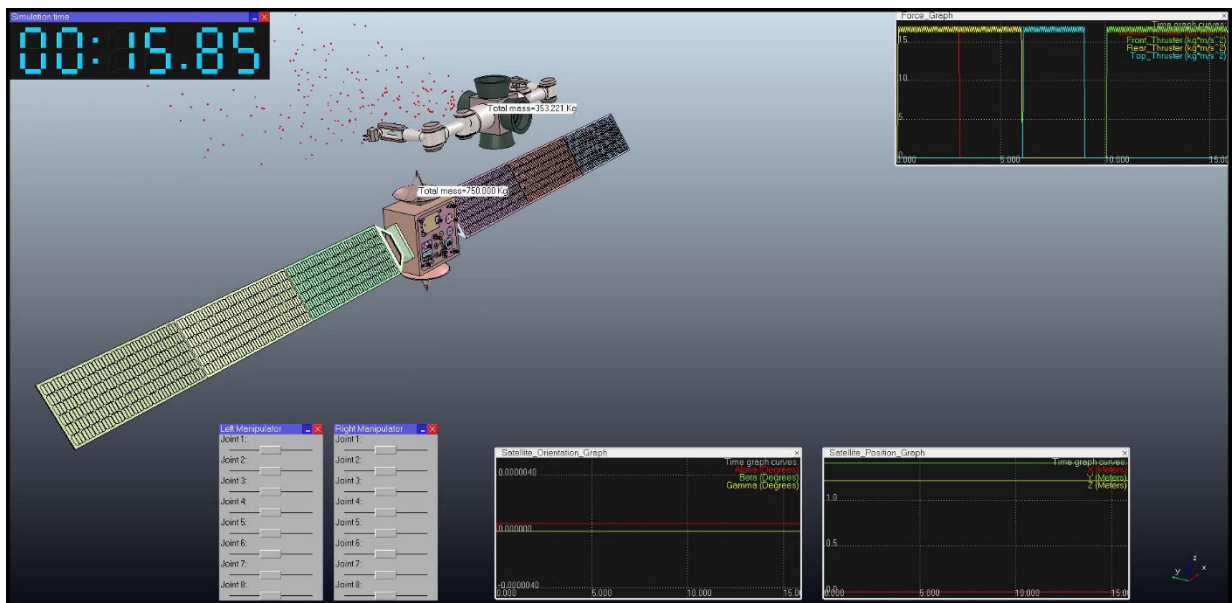 Simulation time
00:15.85
Total mass=353.221 Kg
Total mass=750.000 Kg
Force_Graph
Time graph curves:
Front_Thruster (kg*m/s^2)
Rear_Thruster (kg*m/s^2)
Top_Thruster (kg*m/s^2)
15
10
5
0
0.000 5.000 10.000 15.00
Left Manipulator
Joint 1:
Joint 2:
Joint 3:
Joint 4:
Joint 5:
Joint 6:
Joint 7:
Joint 8:
Right Manipulator
Joint 1:
Joint 2:
Joint 3:
Joint 4:
Joint 5:
Joint 6:
Joint 7:
Joint 8:
Satellite_Orientation_Graph
Time graph curves:
Alpha (Degrees)
Beta (Degrees)
Gamma (Degrees)
0.0000040
0.000000
-0.0000040
0.000 5.000 10.000 15.00
Satellite_Position_Graph
Time graph curves:
X (Meters)
Y (Meters)
Z (Meters)
1.0
0.5
0.0
0.000 5.000 10.000 15.00
z
y
x